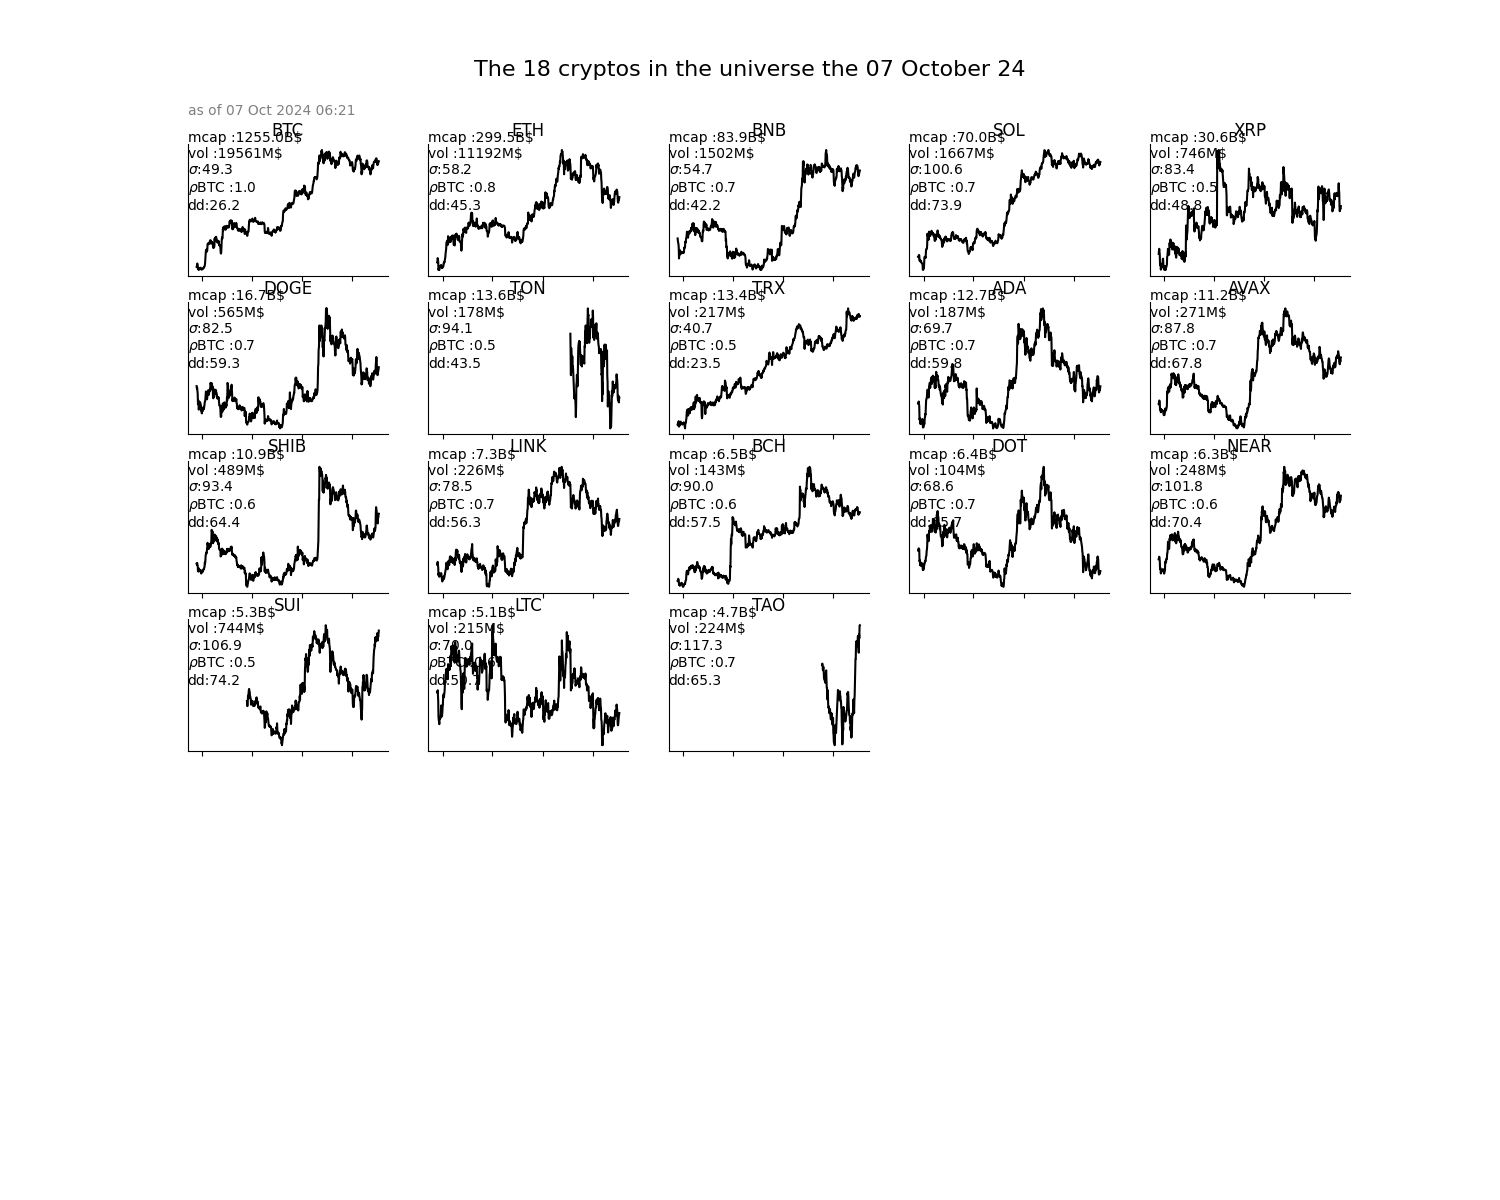 The 18 cryptos in the universe the 07 October 24
as of 07 Oct 2024 06:21
BTC
mcap :1255.0B$
vol :19561M$
σ:49.3
ρBTC :1.0
dd:26.2
ETH
mcap :299.5B$
vol :11192M$
σ:58.2
ρBTC :0.8
dd:45.3
BNB
mcap :83.9B$
vol :1502M$
σ:54.7
ρBTC :0.7
dd:42.2
SOL
mcap :70.0B$
vol :1667M$
σ:100.6
ρBTC :0.7
dd:73.9
XRP
mcap :30.6B$
vol :746M$
σ:83.4
ρBTC :0.5
dd:48.8
DOGE
mcap :16.7B$
vol :565M$
σ:82.5
ρBTC :0.7
dd:59.3
TON
mcap :13.6B$
vol :178M$
σ:94.1
ρBTC :0.5
dd:43.5
TRX
mcap :13.4B$
vol :217M$
σ:40.7
ρBTC :0.5
dd:23.5
ADA
mcap :12.7B$
vol :187M$
σ:69.7
ρBTC :0.7
dd:59.8
AVAX
mcap :11.2B$
vol :271M$
σ:87.8
ρBTC :0.7
dd:67.8
SHIB
mcap :10.9B$
vol :489M$
σ:93.4
ρBTC :0.6
dd:64.4
LINK
mcap :7.3B$
vol :226M$
σ:78.5
ρBTC :0.7
dd:56.3
BCH
mcap :6.5B$
vol :143M$
σ:90.0
ρBTC :0.6
dd:57.5
DOT
mcap :6.4B$
vol :104M$
σ:68.6
ρBTC :0.7
NEAR
mcap :6.3B$
vol :248M$
σ:101.8
ρBTC :0.6
dd:70.4
SUI
mcap :5.3B$
vol :744M$
σ:106.9
ρBTC :0.5
dd:74.2
LTC
mcap :5.1B$
vol :215M$
σ:70.0
TAO
mcap :4.7B$
vol :224M$
σ:117.3
ρBTC :0.7
dd:65.3